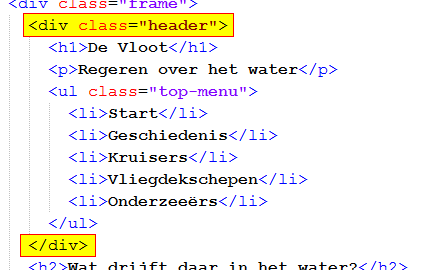 <div class="frame">
<div class="header">
<h1>De Vloot</h1>
<p>Regeren over het water</p>
<ul class="top-menu">
<li>Start</li>
<li>Geschiedenis</li>
<li>Kruisers</li>
<li>Vliegdekschepen</li>
<li>Onderzeeërs</li>
</ul>
</div>
<h2>Wat drijft daar in het water?</h2>